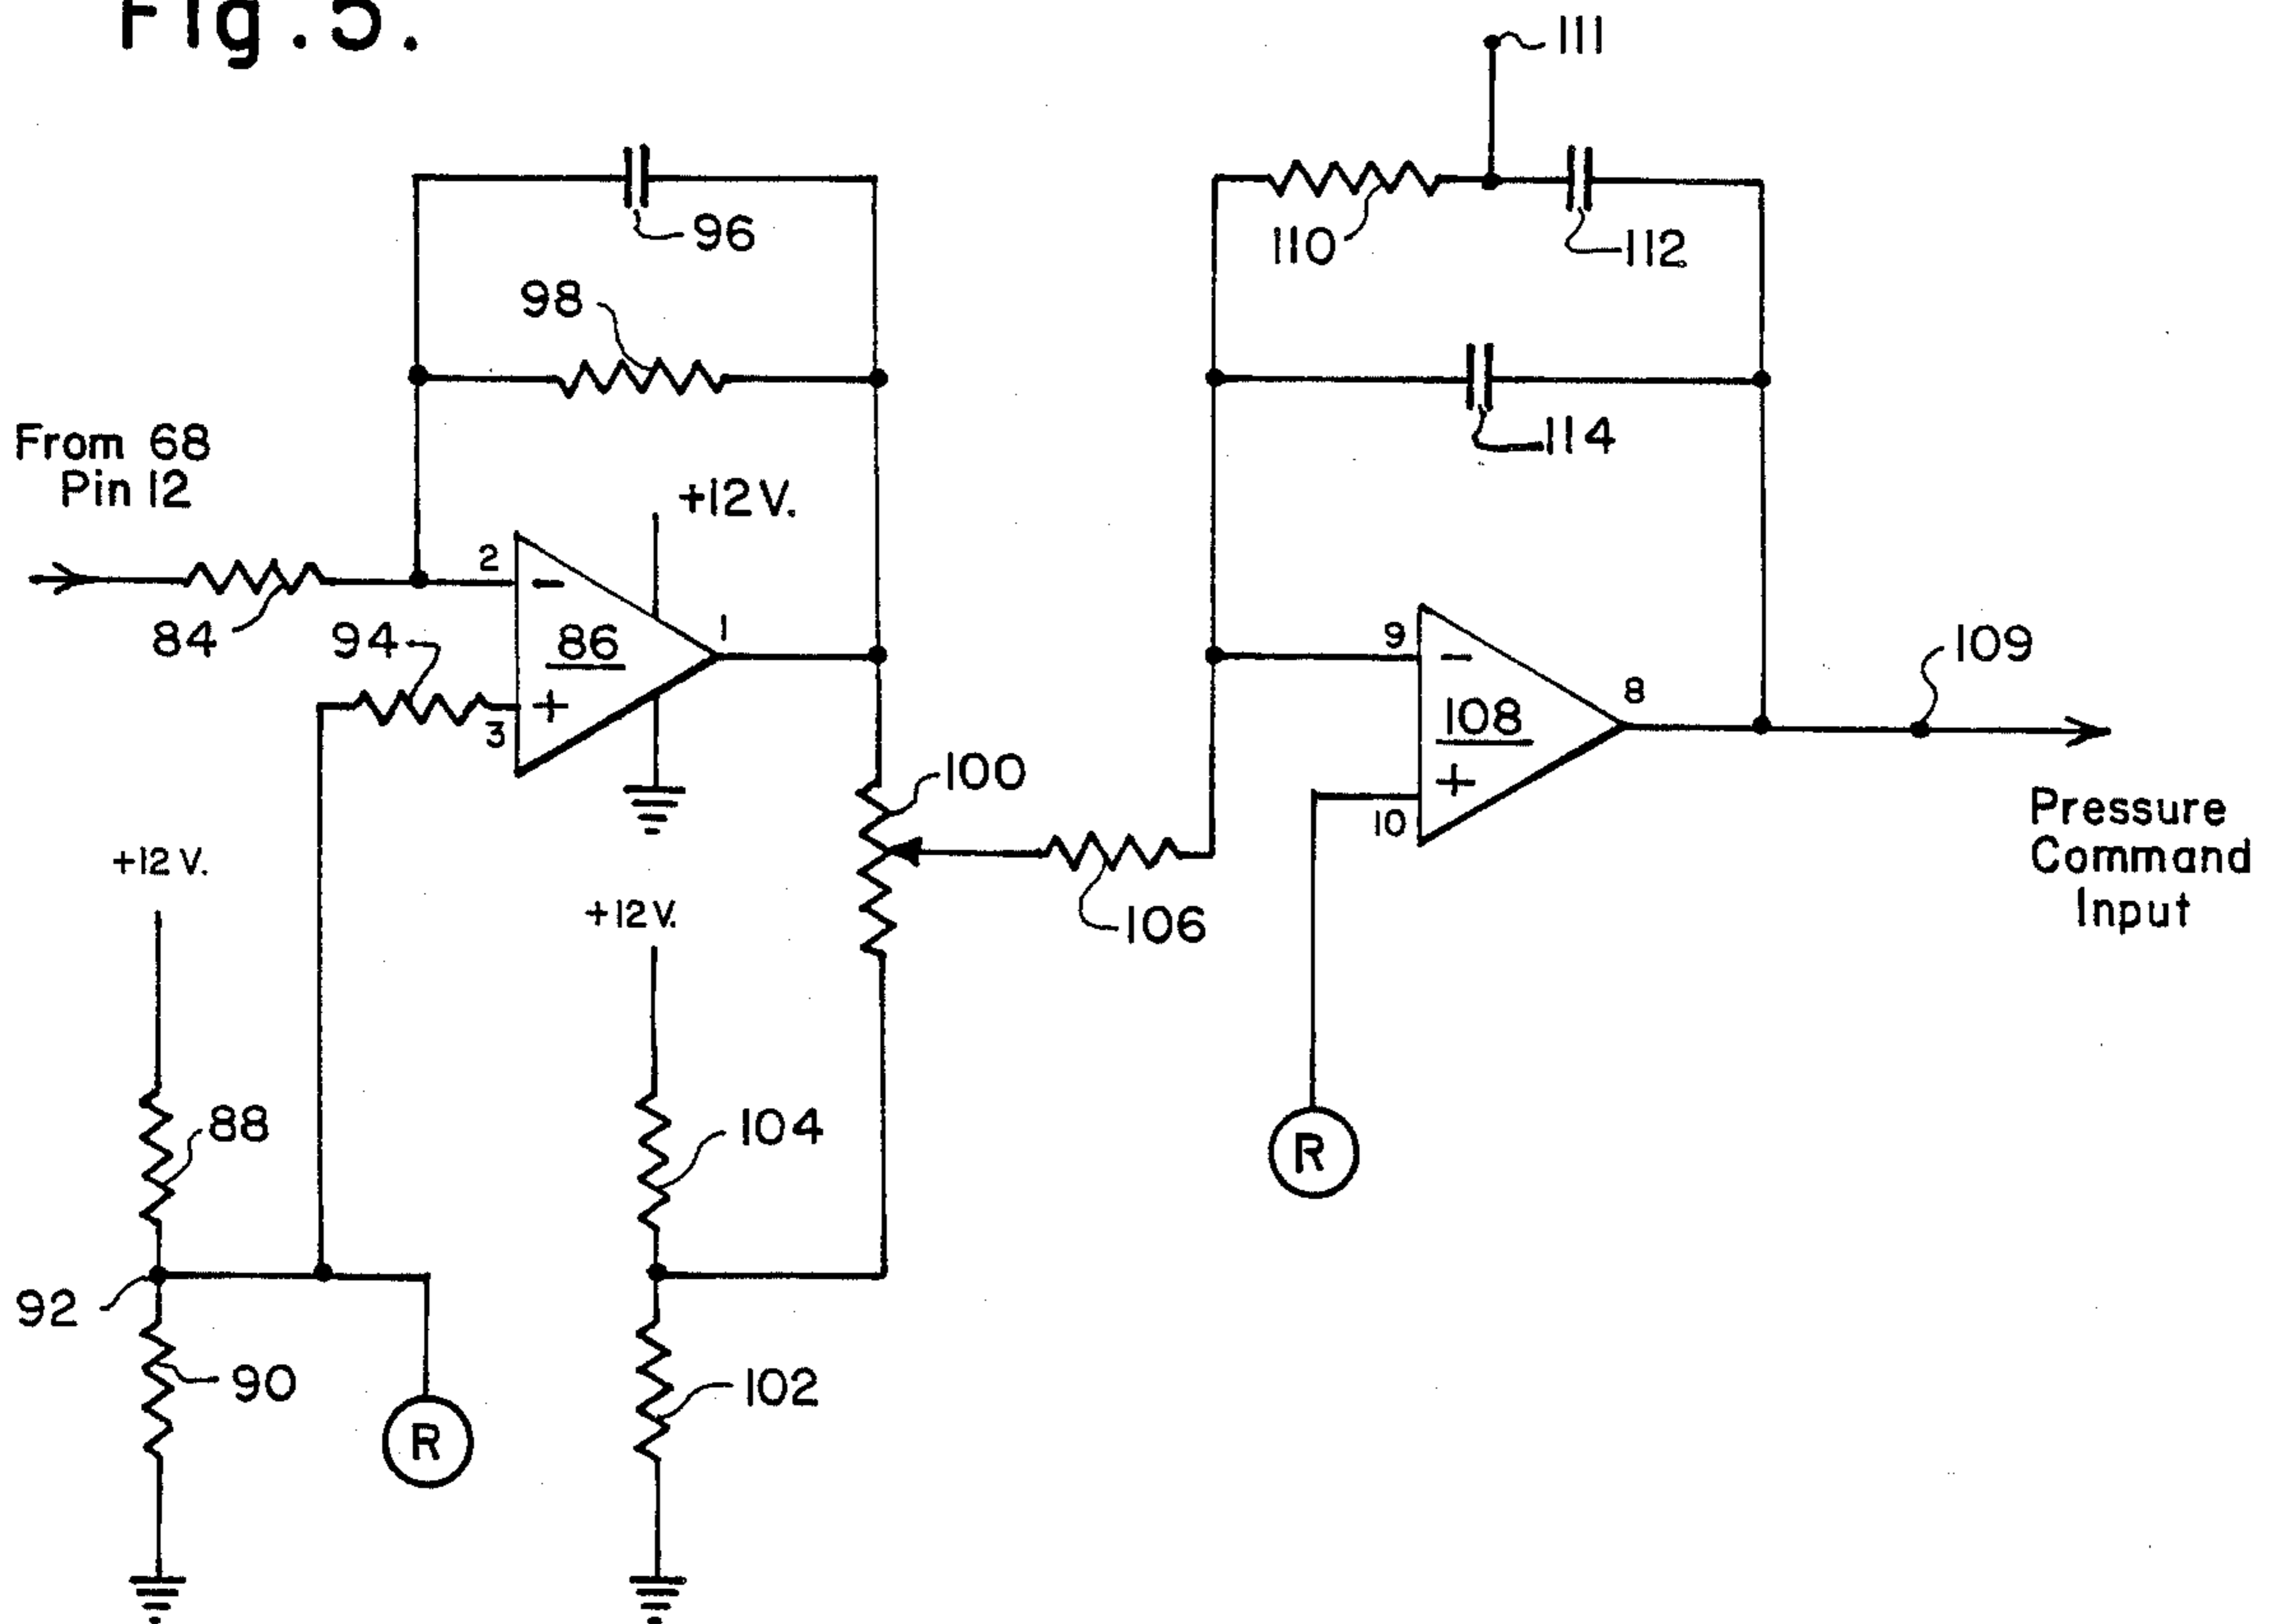 Fig. 5.
111
96
110
112
98
114
From 68
Pin 12
+12 V.
2
-
84
94
86
1
+
3
9
-
108
8
109
+
10
100
Pressure
Command
Input
+12 V.
+12 V.
106
88
104
R
92
90
102
R